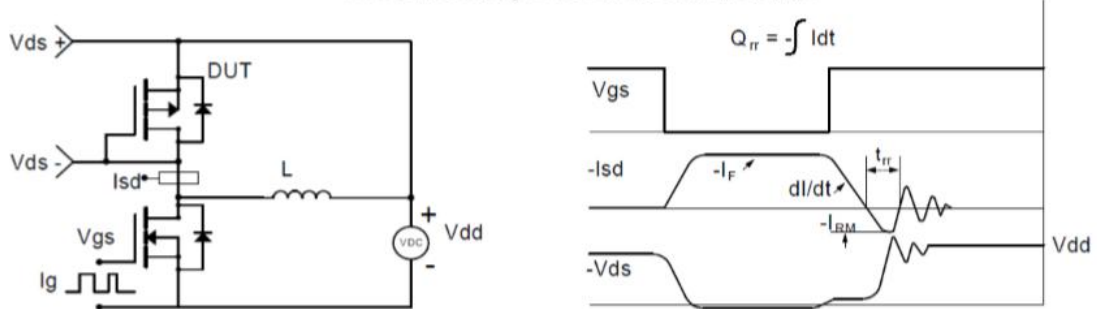 Vds +
DUT
Vds -
Isd
L
Vgs
Ig
+
VDC
Vdd
-
Qrr = -∫ Idt
Vgs
-Isd
-IF
dI/dt
trr
-IRM
Vdd
-Vds